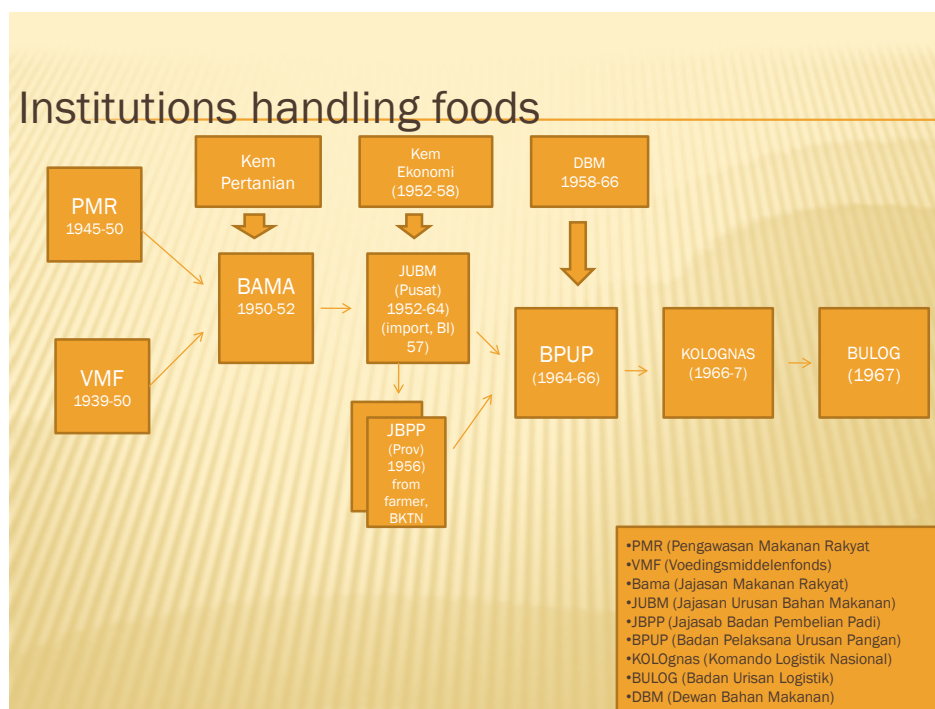 Institutions handling foods
Kem
Pertanian
Kem
Ekonomi
(1952-58)
DBM
1958-66
PMR
1945-50
BAMA
1950-52
JUBM
(Pusat)
1952-64)
(import, BI)
57)
VMF
1939-50
JBPP
(Prov)
1956)
from
farmer,
BKTN
BPUP
(1964-66)
KOLOGNAS
(1966-7)
BULOG
(1967)
•PMR (Pengawasan Makanan Rakyat
•VMF (Voedingsmiddelenfonds)
•Bama (Jajasan Makanan Rakyat)
•JUBM (Jajasan Urusan Bahan Makanan)
•JBPP (Jajasab Badan Pembelian Padi)
•BPUP (Badan Pelaksana Urusan Pangan)
•KOLOgnas (Komando Logistik Nasional)
•BULOG (Badan Urisan Logistik)
•DBM (Dewan Bahan Makanan)